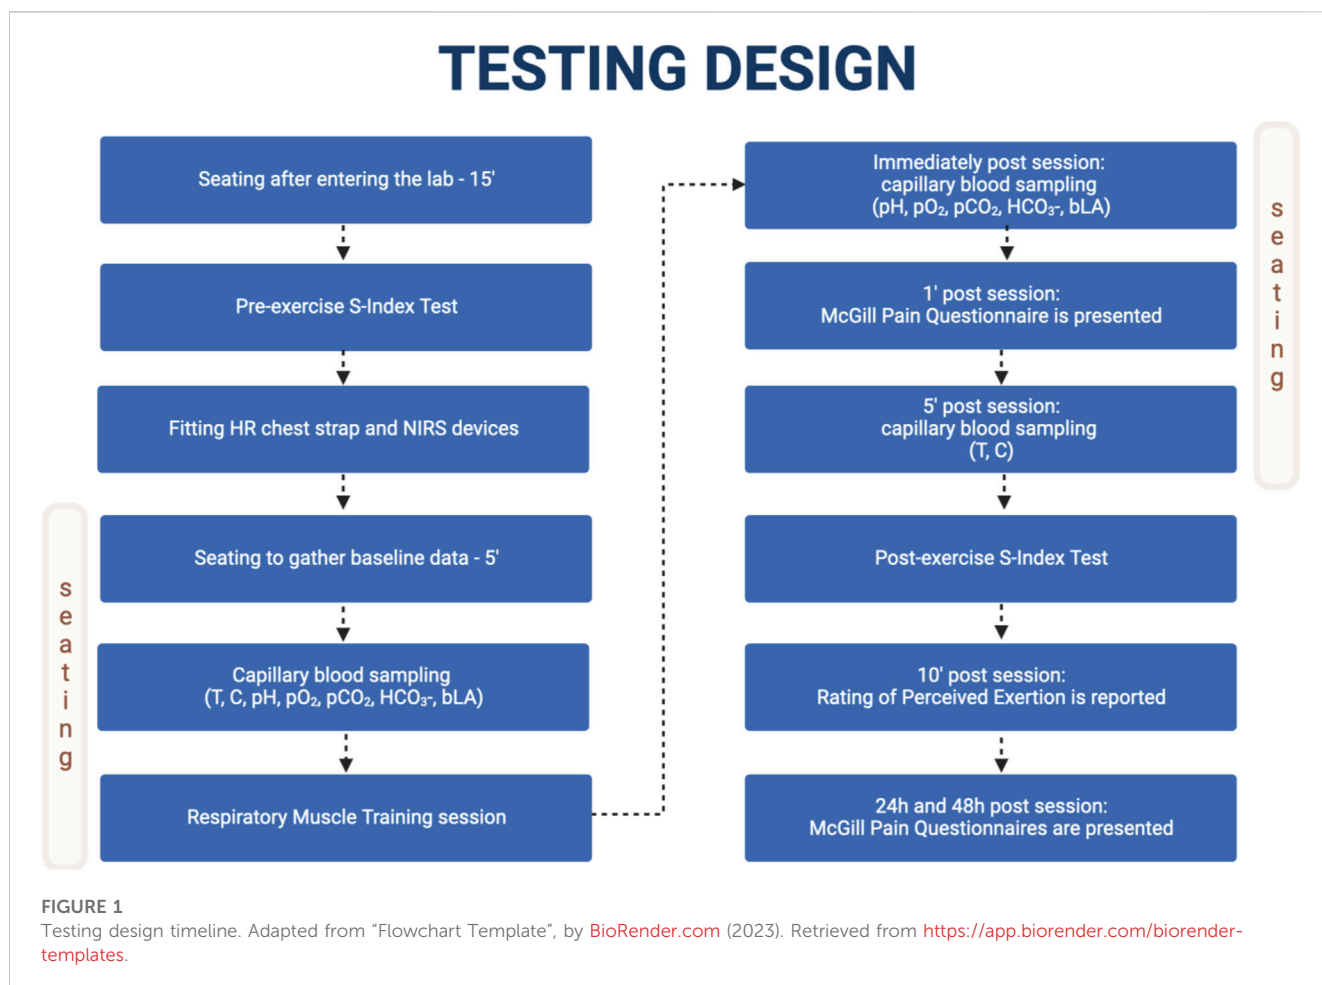 TESTING DESIGN
Seating after entering the lab - 15'
Pre-exercise S-Index Test
Fitting HR chest strap and NIRS devices
seating
Seating to gather baseline data - 5'
Capillary blood sampling
(T, C, pH, pO₂, pCO₂, HCO₃-, bLA)
Respiratory Muscle Training session
Immediately post session:
capillary blood sampling
(pH, pO₂, pCO₂, HCO₃-, bLA)
seating
1' post session:
McGill Pain Questionnaire is presented
5' post session:
capillary blood sampling
(T, C)
Post-exercise S-Index Test
10' post session:
Rating of Perceived Exertion is reported
24h and 48h post session:
McGill Pain Questionnaires are presented
FIGURE 1
Testing design timeline. Adapted from “Flowchart Template”, by BioRender.com (2023). Retrieved from https://app.biorender.com/biorender-
templates.